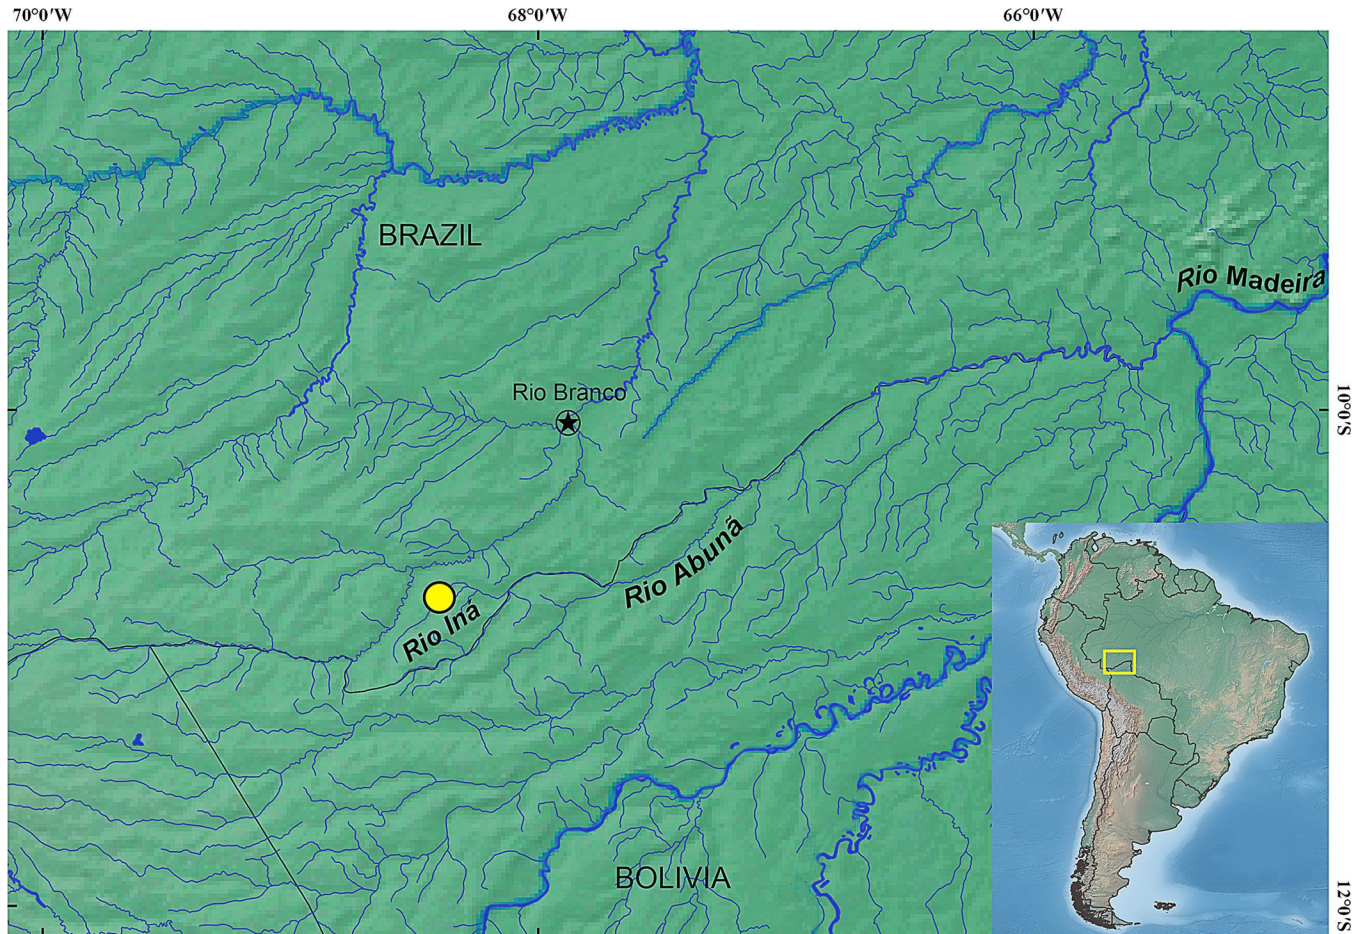 70°0'W
68°0'W
66°0'W
BRAZIL
Rio Madeira
Rio Branco
10°0'S
Rio Abunã
Rio Iná
BOLIVIA
12°0'S